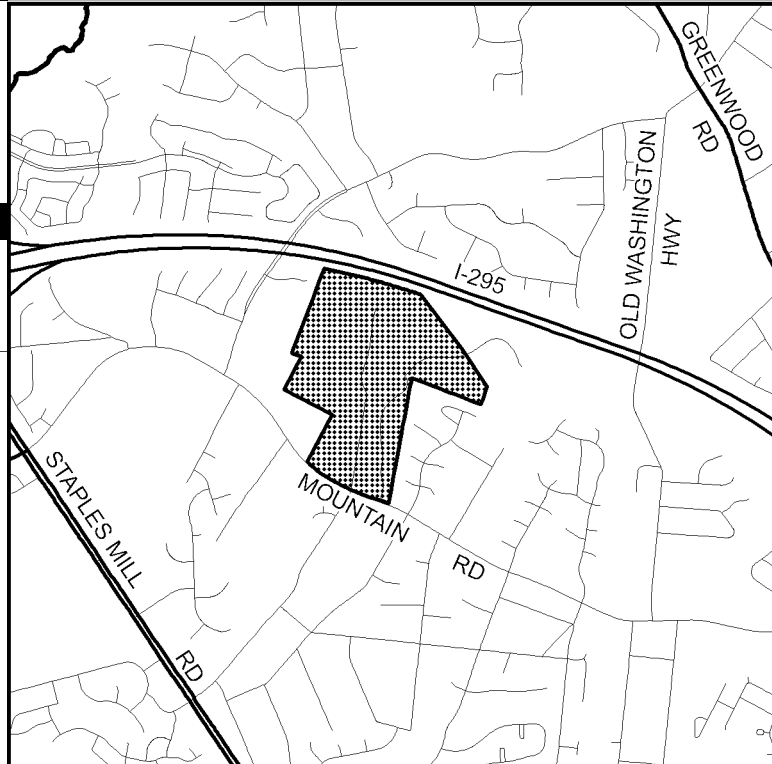 GREENWOOD
RD
OLD WASHINGTON
HWY
I-295
STAPLES MILL
RD
MOUNTAIN
RD